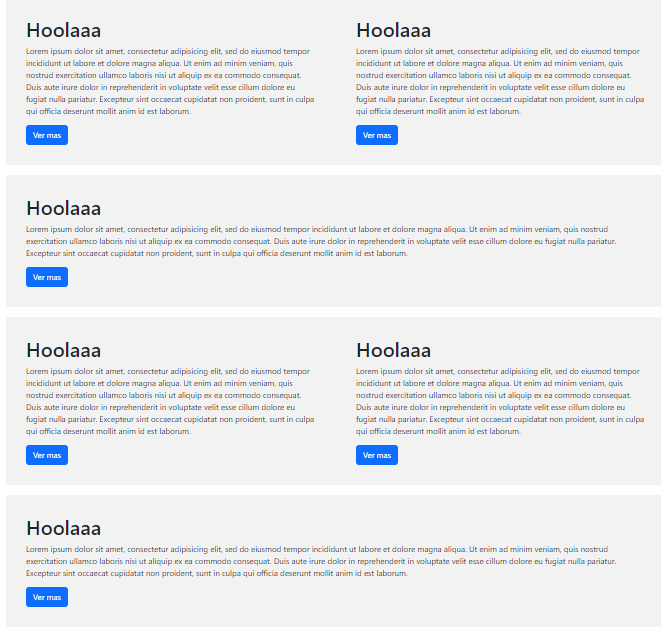 Hoolaaa
Lorem ipsum dolor sit amet, consectetur adipisicing elit, sed do eiusmod tempor
incididunt ut labore et dolore magna aliqua. Ut enim ad minim veniam, quis
nostrud exercitation ullamco laboris nisi ut aliquip ex ea commodo consequat.
Duis aute irure dolor in reprehenderit in voluptate velit esse cillum dolore eu
fugiat nulla pariatur. Excepteur sint occaecat cupidatat non proident, sunt in culpa
qui officia deserunt mollit anim id est laborum.
Ver mas
Hoolaaa
Lorem ipsum dolor sit amet, consectetur adipisicing elit, sed do eiusmod tempor
incididunt ut labore et dolore magna aliqua. Ut enim ad minim veniam, quis
nostrud exercitation ullamco laboris nisi ut aliquip ex ea commodo consequat.
Duis aute irure dolor in reprehenderit in voluptate velit esse cillum dolore eu
fugiat nulla pariatur. Excepteur sint occaecat cupidatat non proident, sunt in culpa
qui officia deserunt mollit anim id est laborum.
Ver mas
Hoolaaa
Lorem ipsum dolor sit amet, consectetur adipisicing elit, sed do eiusmod tempor incididunt ut labore et dolore magna aliqua. Ut enim ad minim veniam, quis nostrud
exercitation ullamco laboris nisi ut aliquip ex ea commodo consequat. Duis aute irure dolor in reprehenderit in voluptate velit esse cillum dolore eu fugiat nulla pariatur.
Excepteur sint occaecat cupidatat non proident, sunt in culpa qui officia deserunt mollit anim id est laborum.
Ver mas
Hoolaaa
Lorem ipsum dolor sit amet, consectetur adipisicing elit, sed do eiusmod tempor
incididunt ut labore et dolore magna aliqua. Ut enim ad minim veniam, quis
nostrud exercitation ullamco laboris nisi ut aliquip ex ea commodo consequat.
Duis aute irure dolor in reprehenderit in voluptate velit esse cillum dolore eu
fugiat nulla pariatur. Excepteur sint occaecat cupidatat non proident, sunt in culpa
qui officia deserunt mollit anim id est laborum.
Ver mas
Hoolaaa
Lorem ipsum dolor sit amet, consectetur adipisicing elit, sed do eiusmod tempor
incididunt ut labore et dolore magna aliqua. Ut enim ad minim veniam, quis
nostrud exercitation ullamco laboris nisi ut aliquip ex ea commodo consequat.
Duis aute irure dolor in reprehenderit in voluptate velit esse cillum dolore eu
fugiat nulla pariatur. Excepteur sint occaecat cupidatat non proident, sunt in culpa
qui officia deserunt mollit anim id est laborum.
Ver mas
Hoolaaa
Lorem ipsum dolor sit amet, consectetur adipisicing elit, sed do eiusmod tempor incididunt ut labore et dolore magna aliqua. Ut enim ad minim veniam, quis nostrud
exercitation ullamco laboris nisi ut aliquip ex ea commodo consequat. Duis aute irure dolor in reprehenderit in voluptate velit esse cillum dolore eu fugiat nulla pariatur.
Excepteur sint occaecat cupidatat non proident, sunt in culpa qui officia deserunt mollit anim id est laborum.
Ver mas